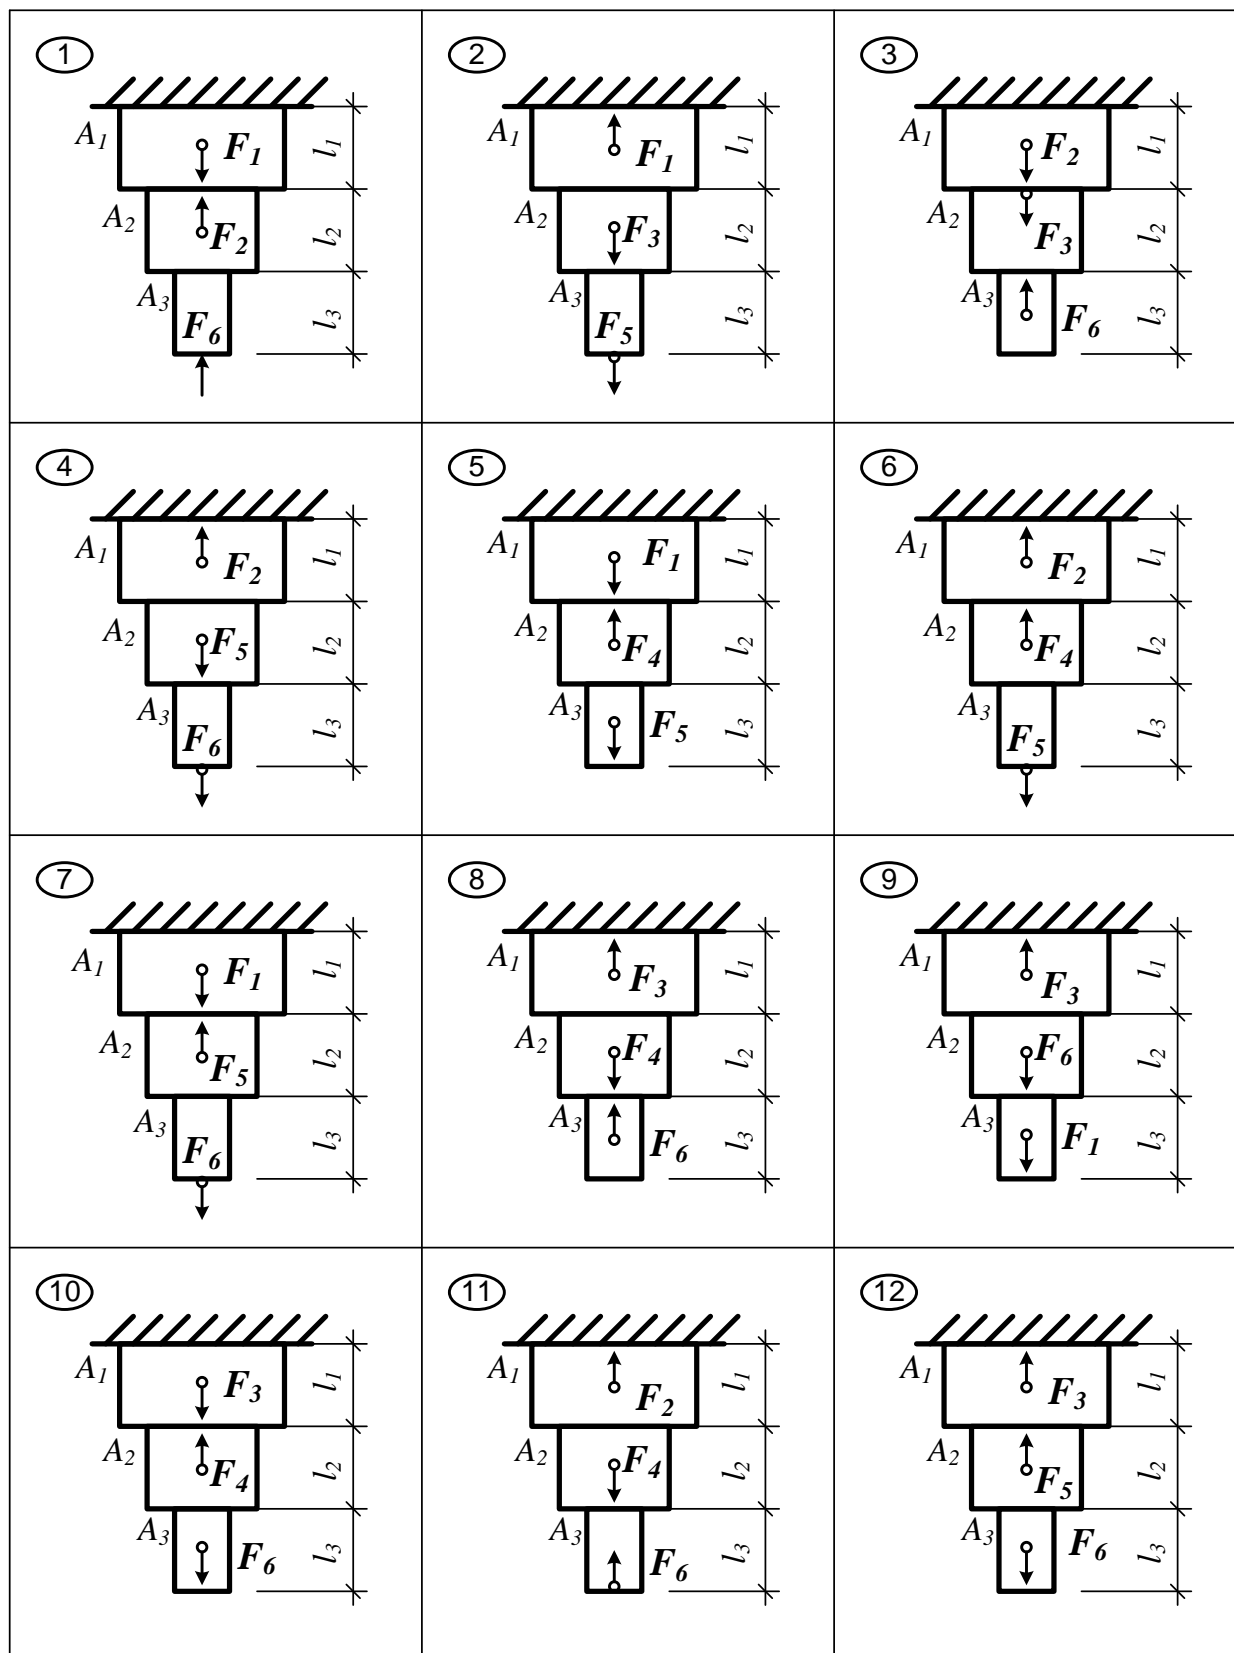 1
A1 F1 l1
A2 F2 l2
A3 F6 l3
2
A1 F1 l1
A2 F3 l2
A3 F5 l3
3
A1 F2 l1
A2 F3 l2
A3 F6 l3
4
A1 F2 l1
A2 F5 l2
A3 F6 l3
5
A1 F1 l1
A2 F4 l2
A3 F5 l3
6
A1 F2 l1
A2 F4 l2
A3 F5 l3
7
A1 F1 l1
A2 F5 l2
A3 F6 l3
8
A1 F3 l1
A2 F4 l2
A3 F6 l3
9
A1 F3 l1
A2 F6 l2
A3 F1 l3
10
A1 F3 l1
A2 F4 l2
A3 F6 l3
11
A1 F2 l1
A2 F4 l2
A3 F6 l3
12
A1 F3 l1
A2 F5 l2
A3 F6 l3